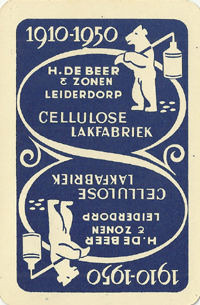 1910-1950
H. DE BEER
& ZONEN
LEIDERDORP
CELLULOSE
LAKFABRIEK
CELLULOSE
LAKFABRIEK
H. DE BEER
& ZONEN
LEIDERDORP
1910-1950